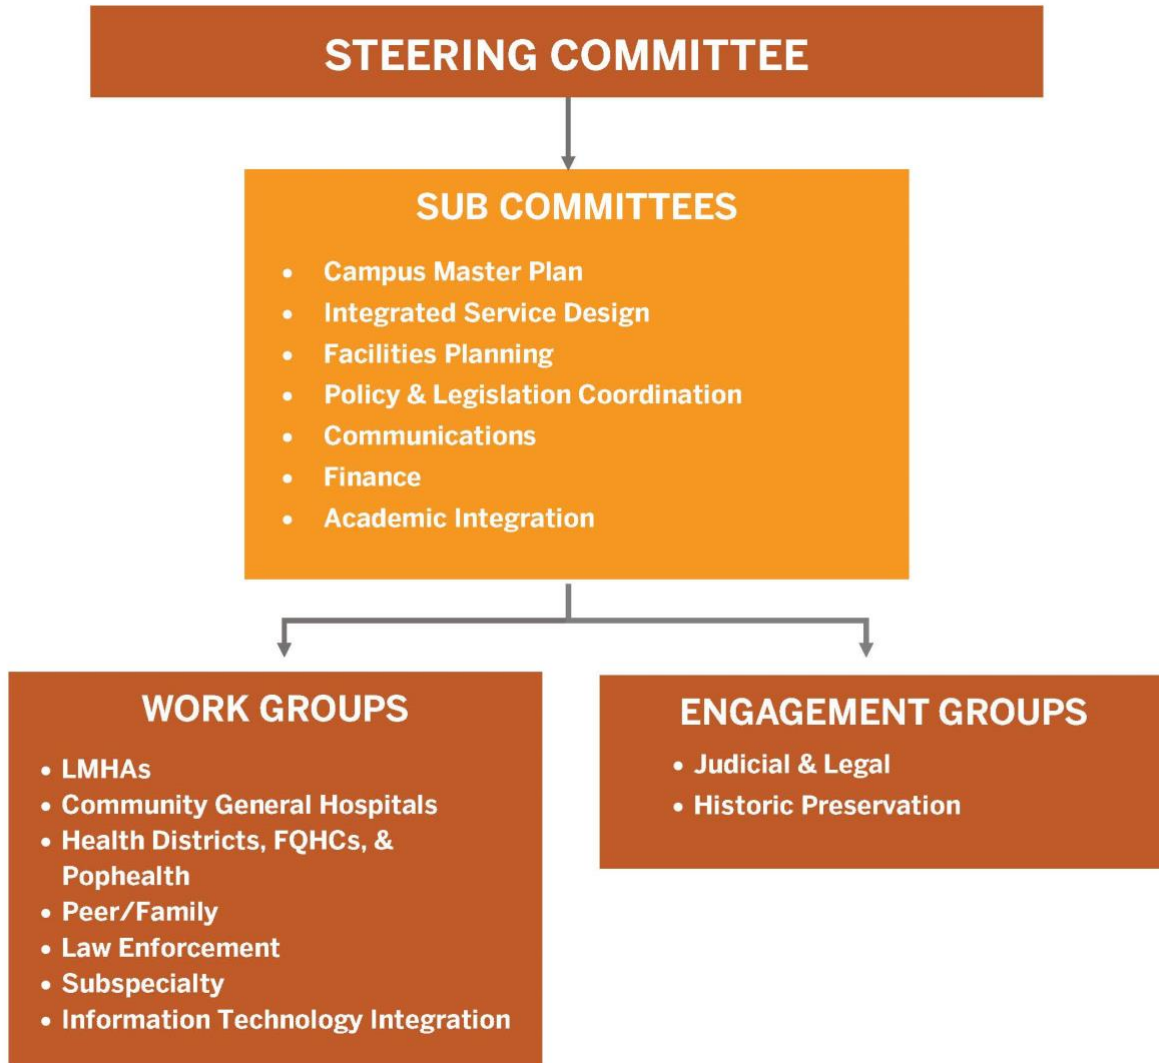 STEERING COMMITTEE
SUB COMMITTEES
• Campus Master Plan
• Integrated Service Design
• Facilities Planning
• Policy & Legislation Coordination
• Communications
• Finance
• Academic Integration
WORK GROUPS
• LMHAs
• Community General Hospitals
• Health Districts, FQHCs, &
Pophealth
• Peer/Family
• Law Enforcement
• Subspecialty
• Information Technology Integration
ENGAGEMENT GROUPS
• Judicial & Legal
• Historic Preservation